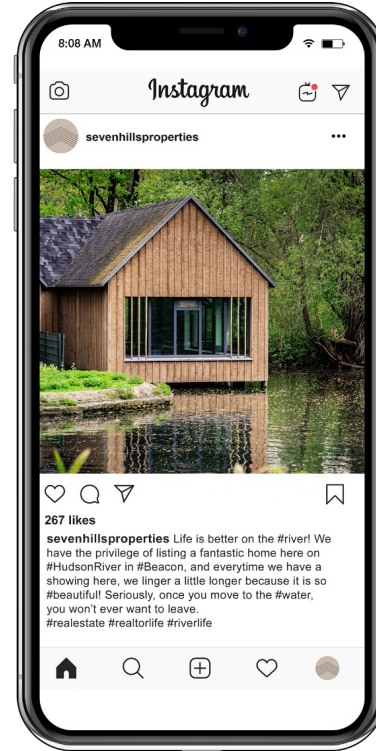 8:08 AM
Instagram
sevenhillsproperties
267 likes
sevenhillsproperties Life is better on the #river! We
have the privilege of listing a fantastic home here on
#HudsonRiver in #Beacon, and everytime we have a
showing here, we linger a little longer because it is so
#beautiful! Seriously, once you move to the #water,
you won’t ever want to leave.
#realestate #realtorlife #riverlife